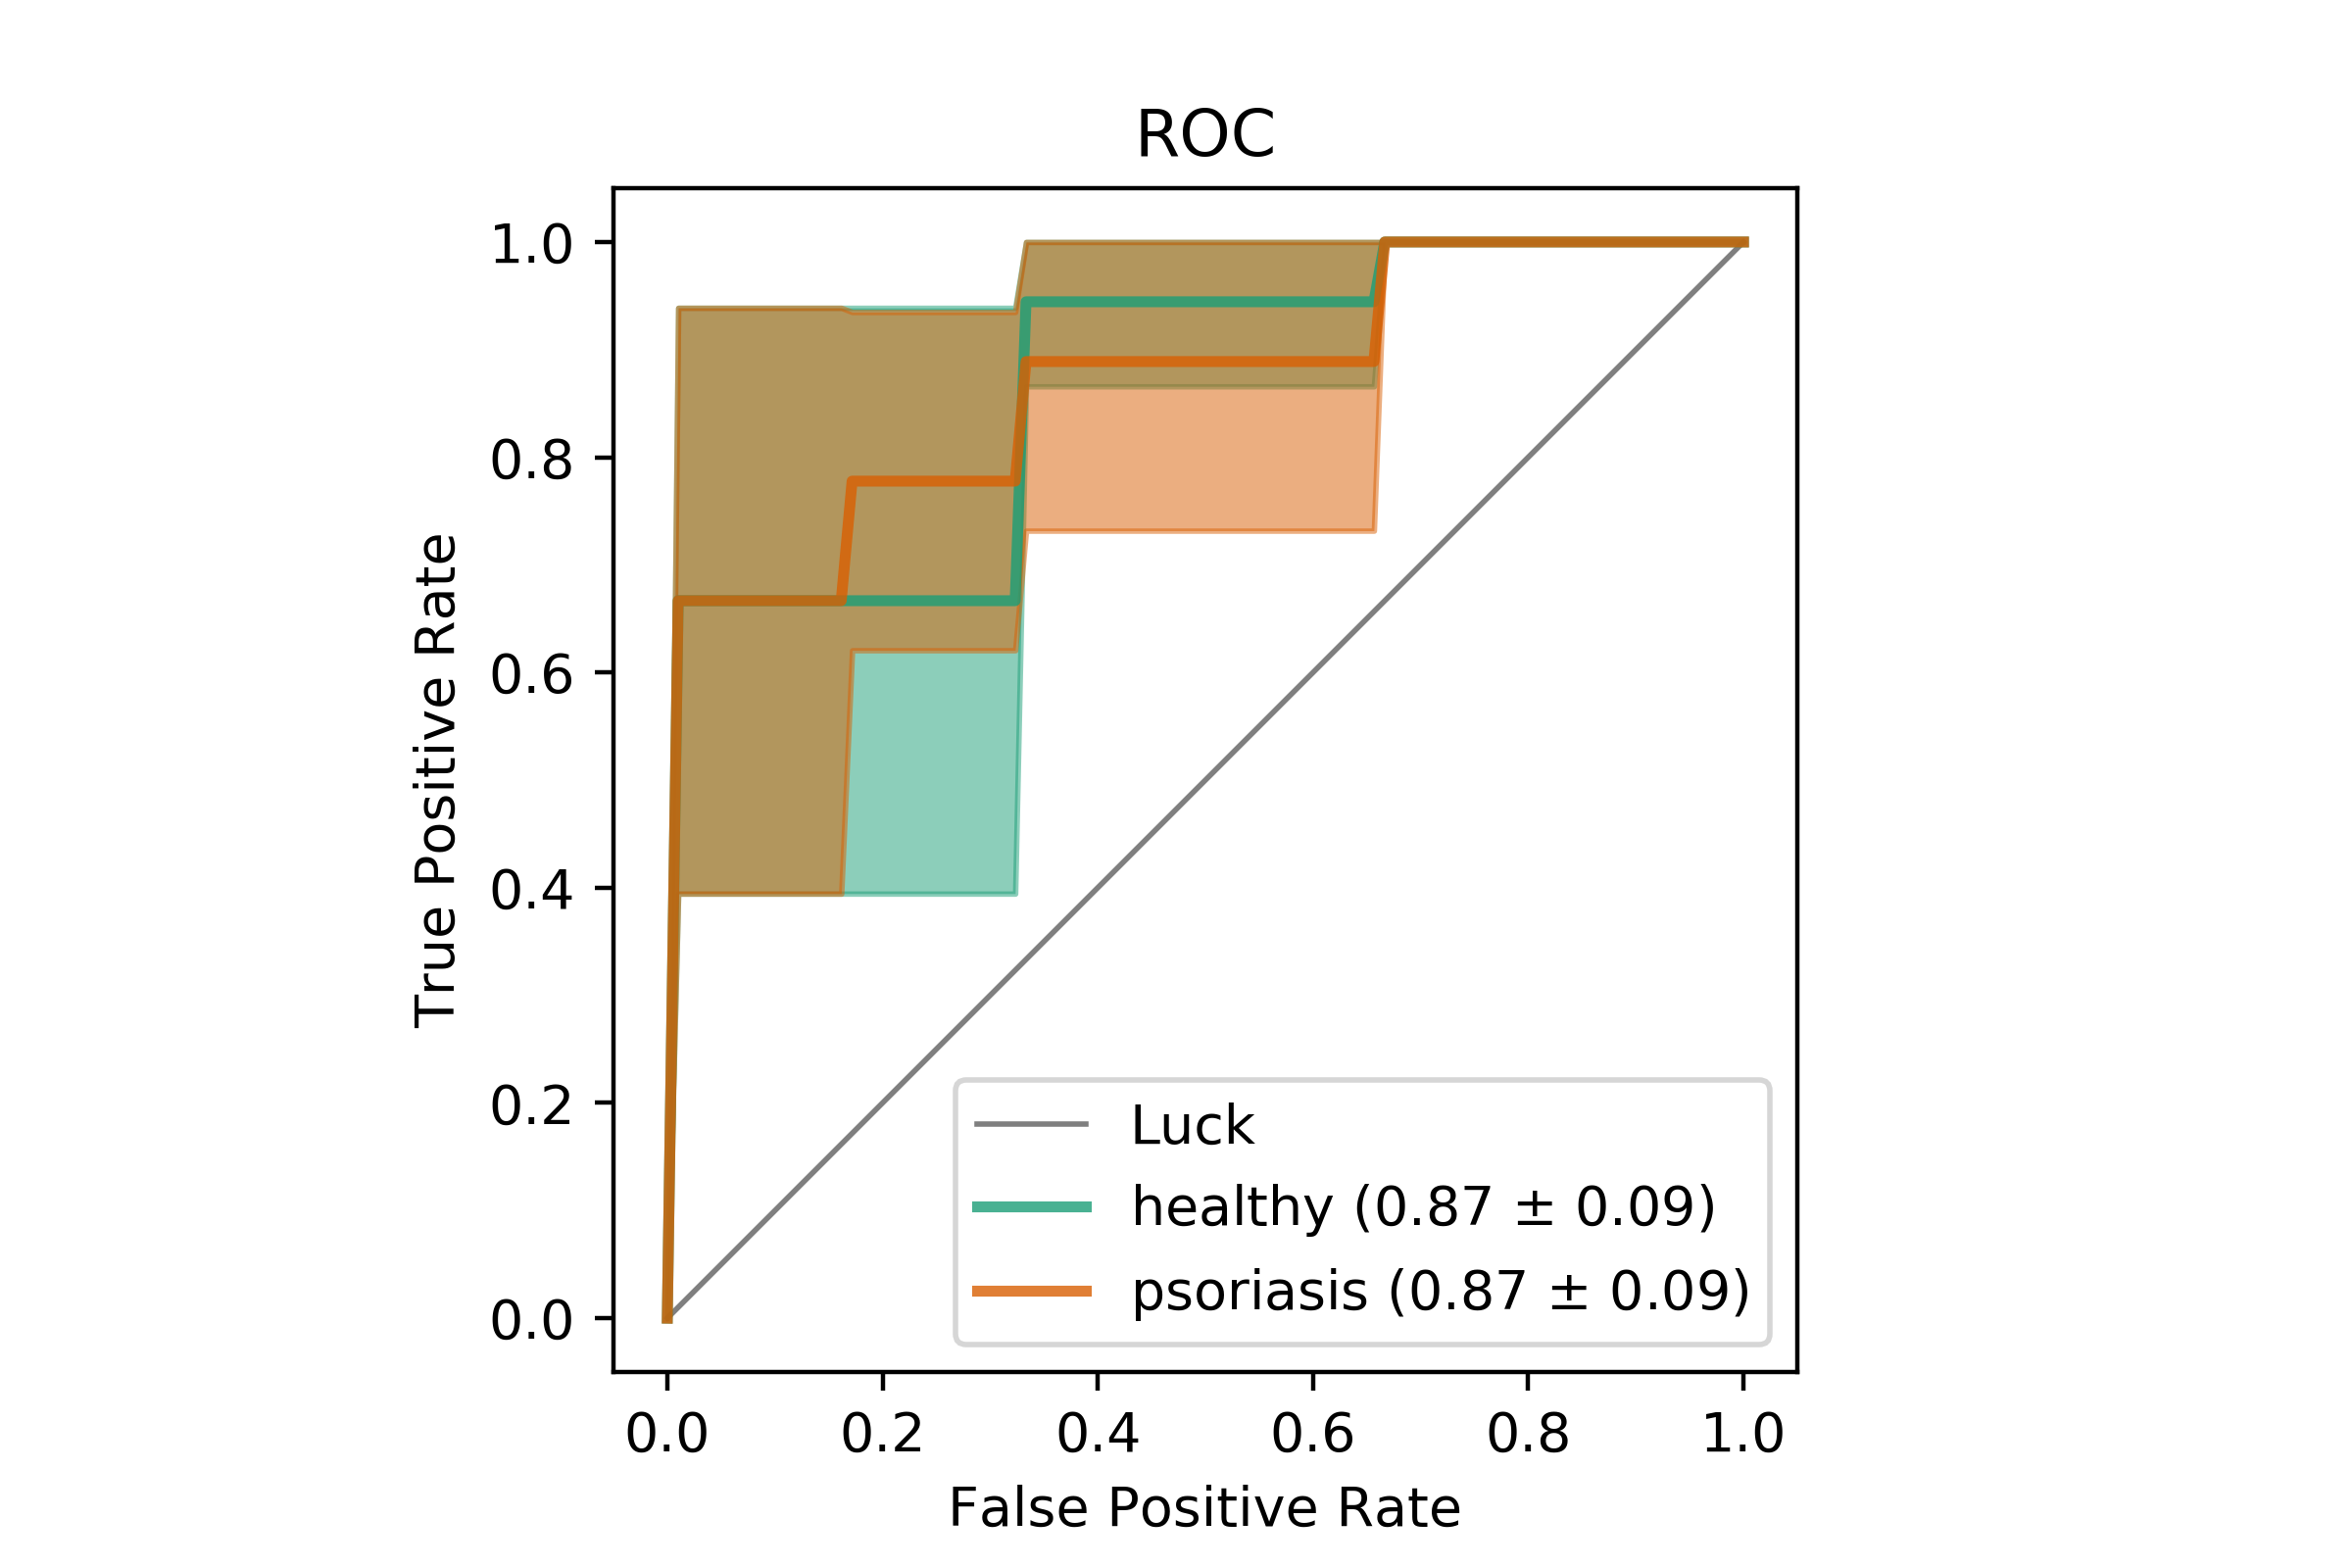 ROC
1.0
0.8
0.6
0.4
0.2
0.0
True Positive Rate
Luck
healthy (0.87 ± 0.09)
psoriasis (0.87 ± 0.09)
0.0 0.2 0.4 0.6 0.8 1.0
False Positive Rate